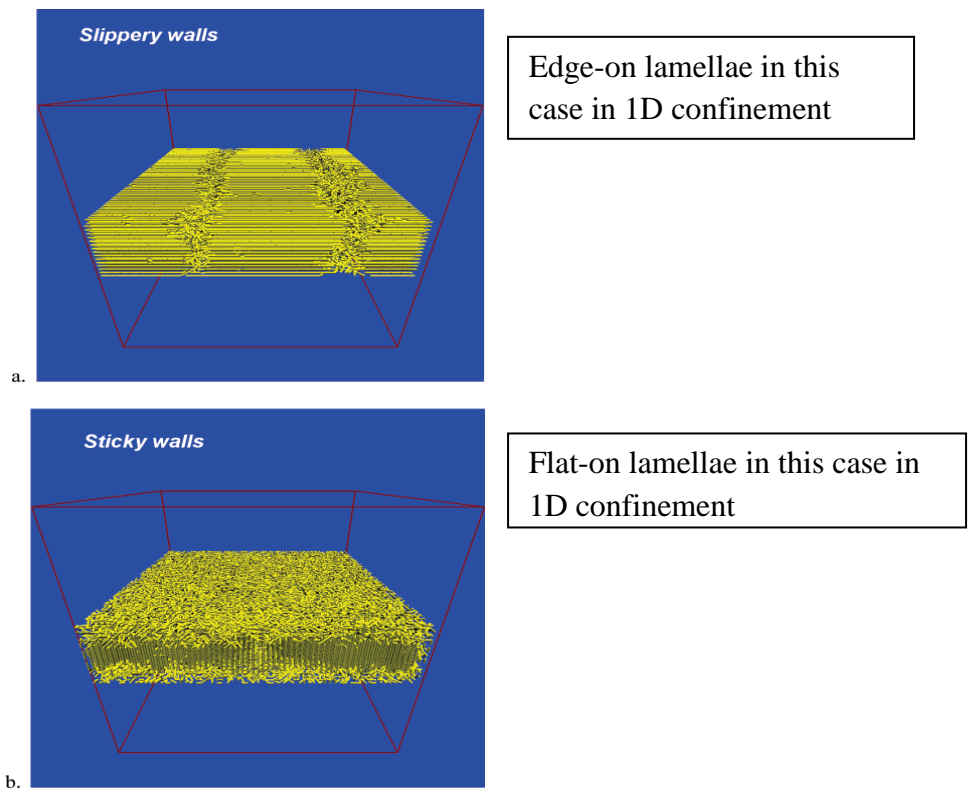 Slippery walls
Edge-on lamellae in this
case in 1D confinement
a.
Sticky walls
Flat-on lamellae in this case in
1D confinement
b.